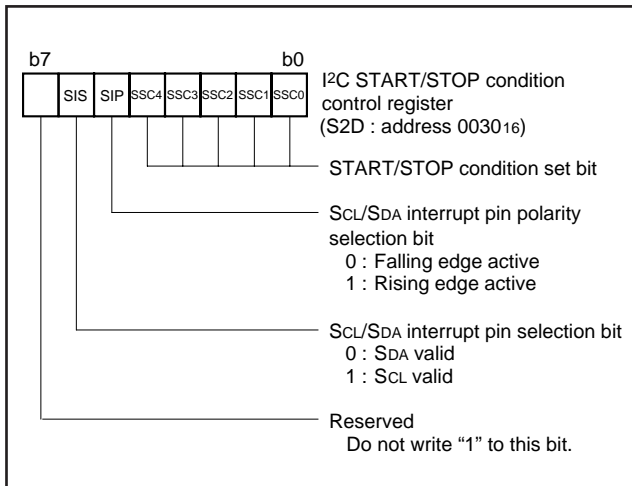 b7 b0
SIS SIP SSC4 SSC3 SSC2 SSC1 SSC0
I2C START/STOP condition
control register
(S2D : address 003016)
START/STOP condition set bit
SCL/SDA interrupt pin polarity
selection bit
0 : Falling edge active
1 : Rising edge active
SCL/SDA interrupt pin selection bit
0 : SDA valid
1 : SCL valid
Reserved
Do not write “1” to this bit.